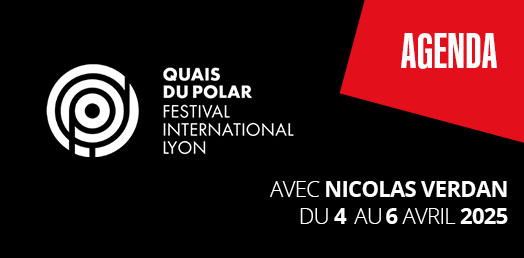 AGENDA
QUAIS
DU POLAR
FESTIVAL
INTERNATIONAL
LYON
AVEC NICOLAS VERDAN
DU 4 AU 6 AVRIL 2025